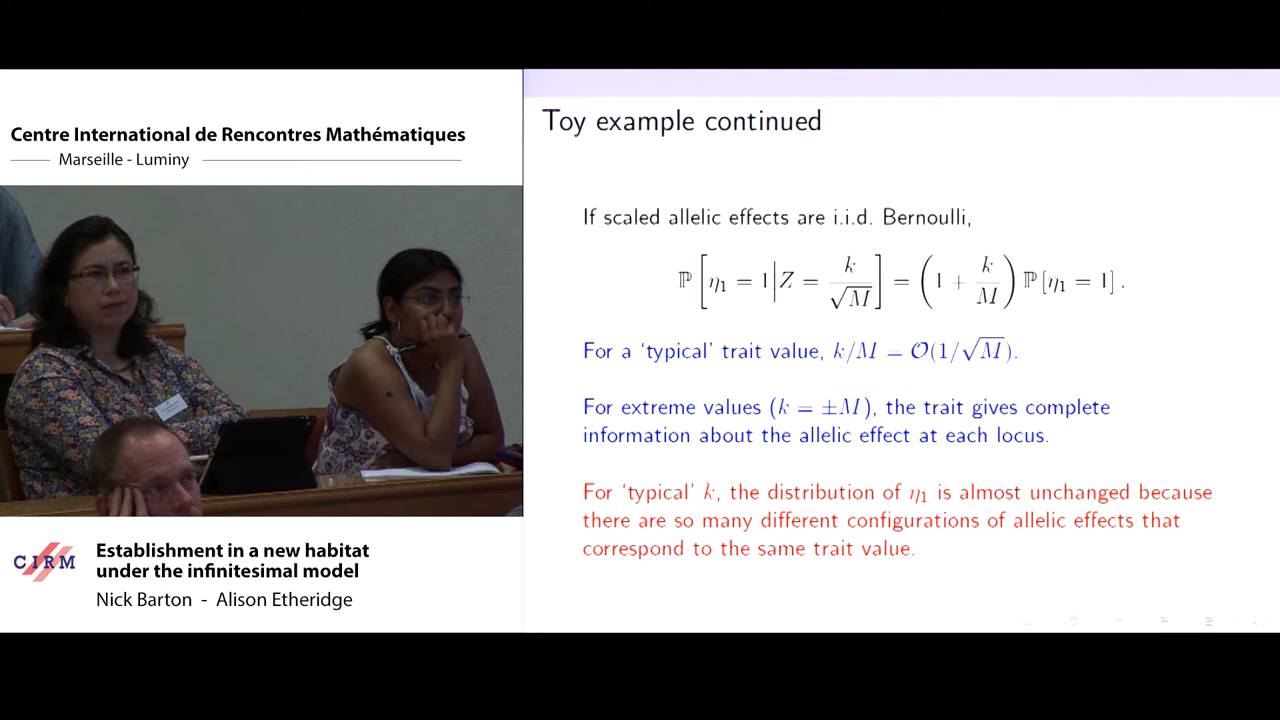 Centre International de Rencontres Mathématiques
Marseille - Luminy
CIRM
Establishment in a new habitat
under the infinitesimal model
Nick Barton - Alison Etheridge
Toy example continued
If scaled allelic effects are i.i.d. Bernoulli,
ℙ[η₁ = 1|Z = k/√M] = (1 + k/M) ℙ[η₁ = 1].
For a ‘typical’ trait value, k/M = 𝒪(1/√M).
For extreme values (k = ±M), the trait gives complete
information about the allelic effect at each locus.
For ‘typical’ k, the distribution of η₁ is almost unchanged because
there are so many different configurations of allelic effects that
correspond to the same trait value.